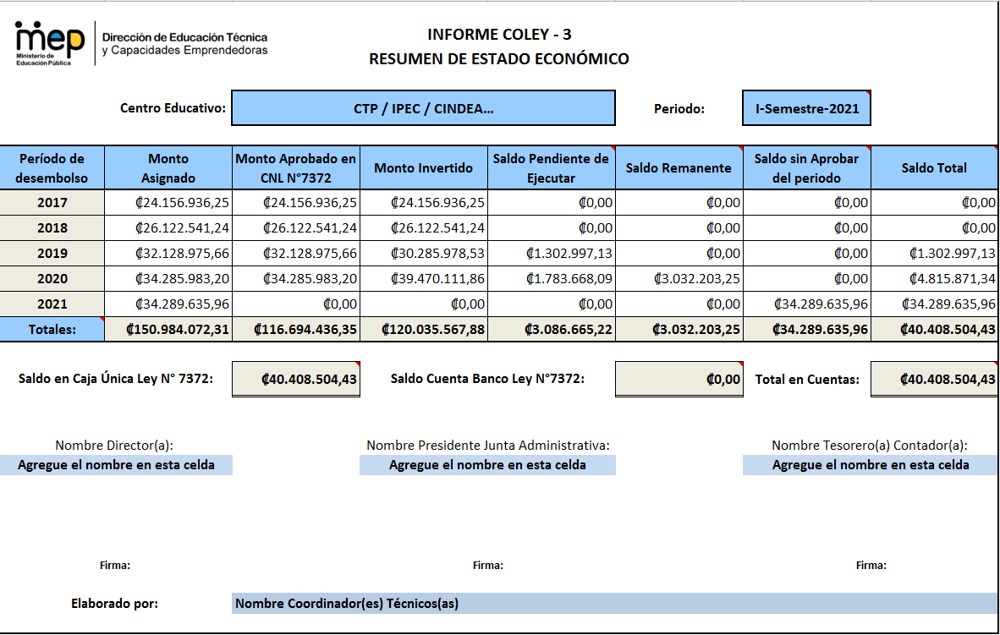 mep
Ministerio de
Educación Pública
Dirección de Educación Técnica
y Capacidades Emprendedoras
INFORME COLEY - 3
RESUMEN DE ESTADO ECONÓMICO
Centro Educativo: CTP / IPEC / CINDEA... Periodo: I-Semestre-2021
Período de desembolso Monto Asignado Monto Aprobado en CNL N°7372 Monto Invertido Saldo Pendiente de Ejecutar Saldo Remanente Saldo sin Aprobar del periodo Saldo Total
2017 ₡24.156.936,25 ₡24.156.936,25 ₡24.156.936,25 ₡0,00 ₡0,00 ₡0,00 ₡0,00
2018 ₡26.122.541,24 ₡26.122.541,24 ₡26.122.541,24 ₡0,00 ₡0,00 ₡0,00 ₡0,00
2019 ₡32.128.975,66 ₡32.128.975,66 ₡30.285.978,53 ₡1.302.997,13 ₡0,00 ₡0,00 ₡1.302.997,13
2020 ₡34.285.983,20 ₡34.285.983,20 ₡39.470.111,86 ₡1.783.668,09 ₡3.032.203,25 ₡0,00 ₡4.815.871,34
2021 ₡34.289.635,96 ₡0,00 ₡0,00 ₡0,00 ₡0,00 ₡34.289.635,96 ₡34.289.635,96
Totales: ₡150.984.072,31 ₡116.694.436,35 ₡120.035.567,88 ₡3.086.665,22 ₡3.032.203,25 ₡34.289.635,96 ₡40.408.504,43
Saldo en Caja Única Ley N° 7372: ₡40.408.504,43 Saldo Cuenta Banco Ley N°7372: ₡0,00 Total en Cuentas: ₡40.408.504,43
Nombre Director(a): Nombre Presidente Junta Administrativa: Nombre Tesorero(a) Contador(a):
Agregue el nombre en esta celda Agregue el nombre en esta celda Agregue el nombre en esta celda
Firma: Firma: Firma:
Elaborado por: Nombre Coordinador(es) Técnicos(as)